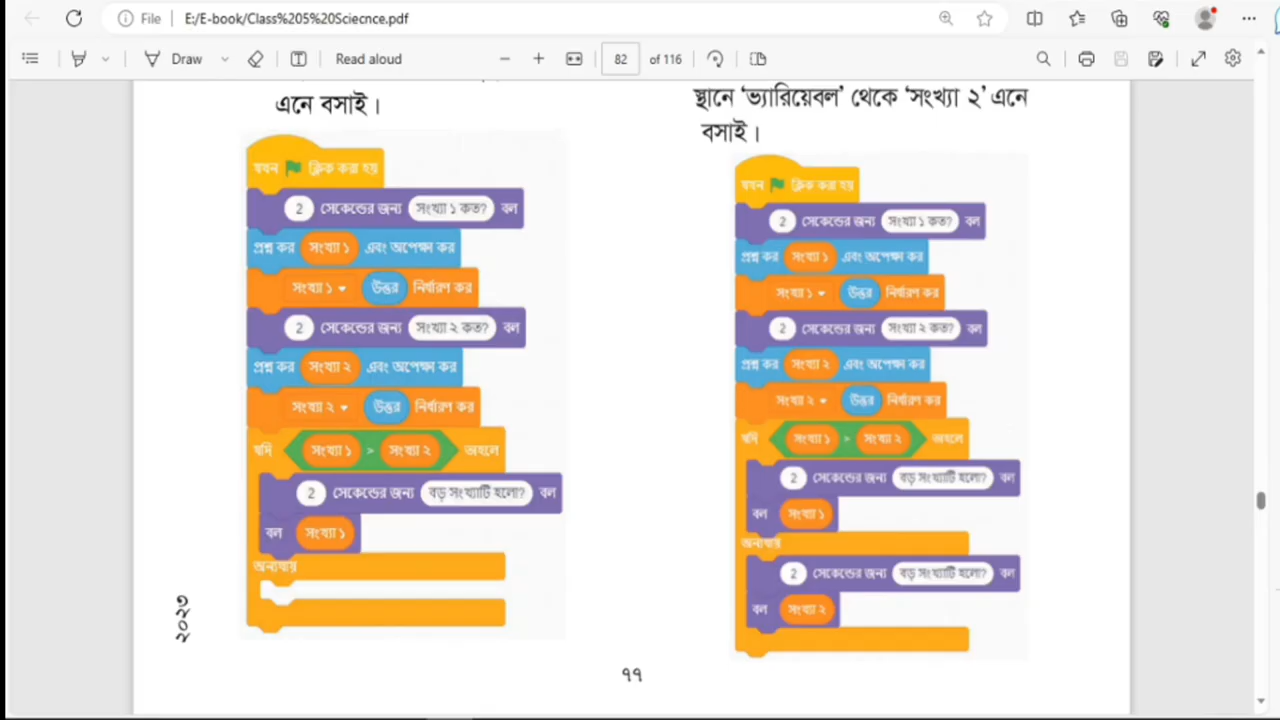 File
E:/E-book/Class%205%20Sciecnce.pdf
Draw
Read aloud
82
of 116
এনে বসাই।
যখন ক্লিক করা হয়
2 সেকেন্ডের জন্য সংখ্যা ১ কত? বল
প্রশ্ন কর সংখ্যা ১ এবং অপেক্ষা কর
সংখ্যা ১ উত্তর নির্ধারণ কর
2 সেকেন্ডের জন্য সংখ্যা ২ কত? বল
প্রশ্ন কর সংখ্যা ২ এবং অপেক্ষা কর
সংখ্যা ২ উত্তর নির্ধারণ কর
যদি সংখ্যা ১ > সংখ্যা ২ তাহলে
2 সেকেন্ডের জন্য বড় সংখ্যাটি হলো? বল
বল সংখ্যা ১
অন্যথায়
স্থানে ‘ভ্যারিয়েবল’ থেকে ‘সংখ্যা ২’ এনে
বসাই।
যখন ক্লিক করা হয়
2 সেকেন্ডের জন্য সংখ্যা ১ কত? বল
প্রশ্ন কর সংখ্যা ১ এবং অপেক্ষা কর
সংখ্যা ১ উত্তর নির্ধারণ কর
2 সেকেন্ডের জন্য সংখ্যা ২ কত? বল
প্রশ্ন কর সংখ্যা ২ এবং অপেক্ষা কর
সংখ্যা ২ উত্তর নির্ধারণ কর
যদি সংখ্যা ১ > সংখ্যা ২ তাহলে
2 সেকেন্ডের জন্য বড় সংখ্যাটি হলো? বল
বল সংখ্যা ১
অন্যথায়
2 সেকেন্ডের জন্য বড় সংখ্যাটি হলো? বল
বল সংখ্যা ২
২০২৩
৭৭